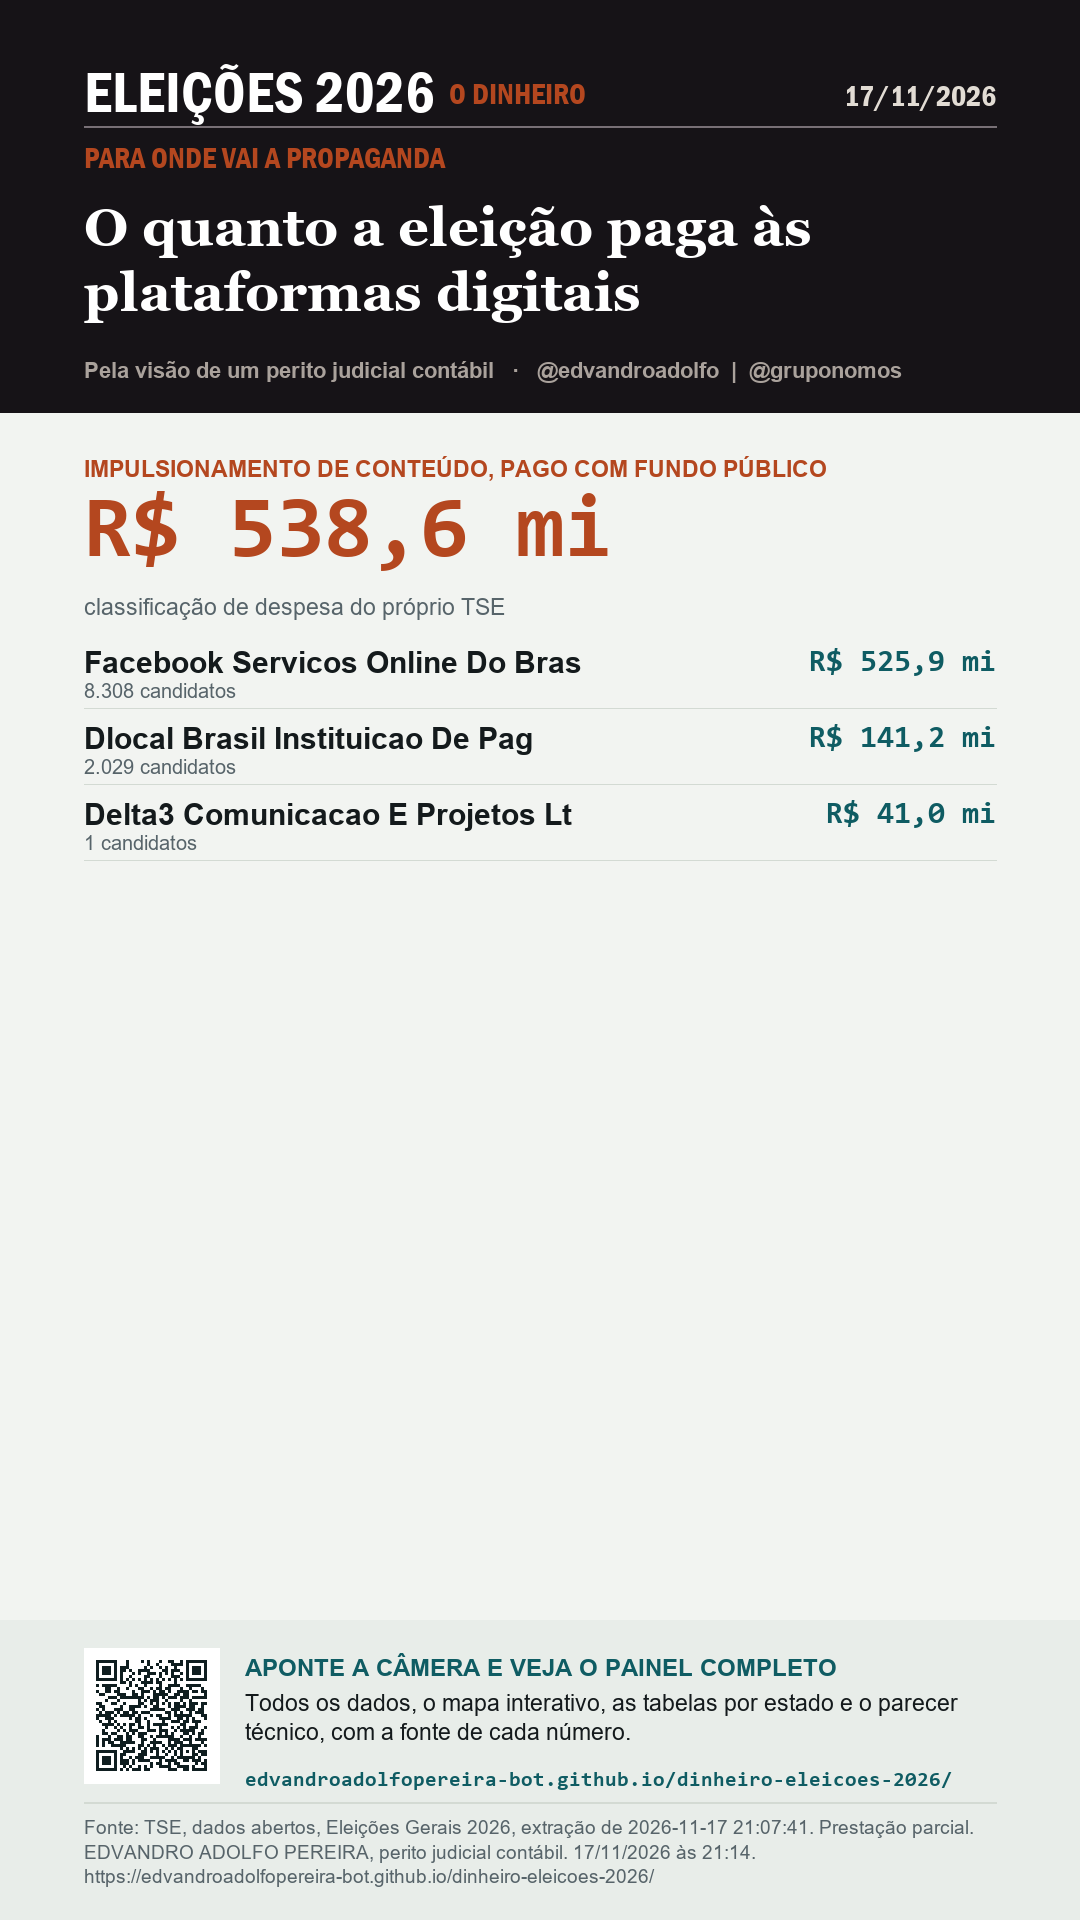 ELEIÇÕES 2026 O DINHEIRO 17/11/2026
PARA ONDE VAI A PROPAGANDA
O quanto a eleição paga às
plataformas digitais
Pela visão de um perito judicial contábil · @edvandroadolfo | @gruponomos
IMPULSIONAMENTO DE CONTEÚDO, PAGO COM FUNDO PÚBLICO
R$ 538,6 mi
classificação de despesa do próprio TSE
Facebook Servicos Online Do Bras R$ 525,9 mi
8.308 candidatos
Dlocal Brasil Instituicao De Pag R$ 141,2 mi
2.029 candidatos
Delta3 Comunicacao E Projetos Lt R$ 41,0 mi
1 candidatos
APONTE A CÂMERA E VEJA O PAINEL COMPLETO
Todos os dados, o mapa interativo, as tabelas por estado e o parecer
técnico, com a fonte de cada número.
edvandroadolfopereira-bot.github.io/dinheiro-eleicoes-2026/
Fonte: TSE, dados abertos, Eleições Gerais 2026, extração de 2026-11-17 21:07:41. Prestação parcial.
EDVANDRO ADOLFO PEREIRA, perito judicial contábil. 17/11/2026 às 21:14.
https://edvandroadolfopereira-bot.github.io/dinheiro-eleicoes-2026/